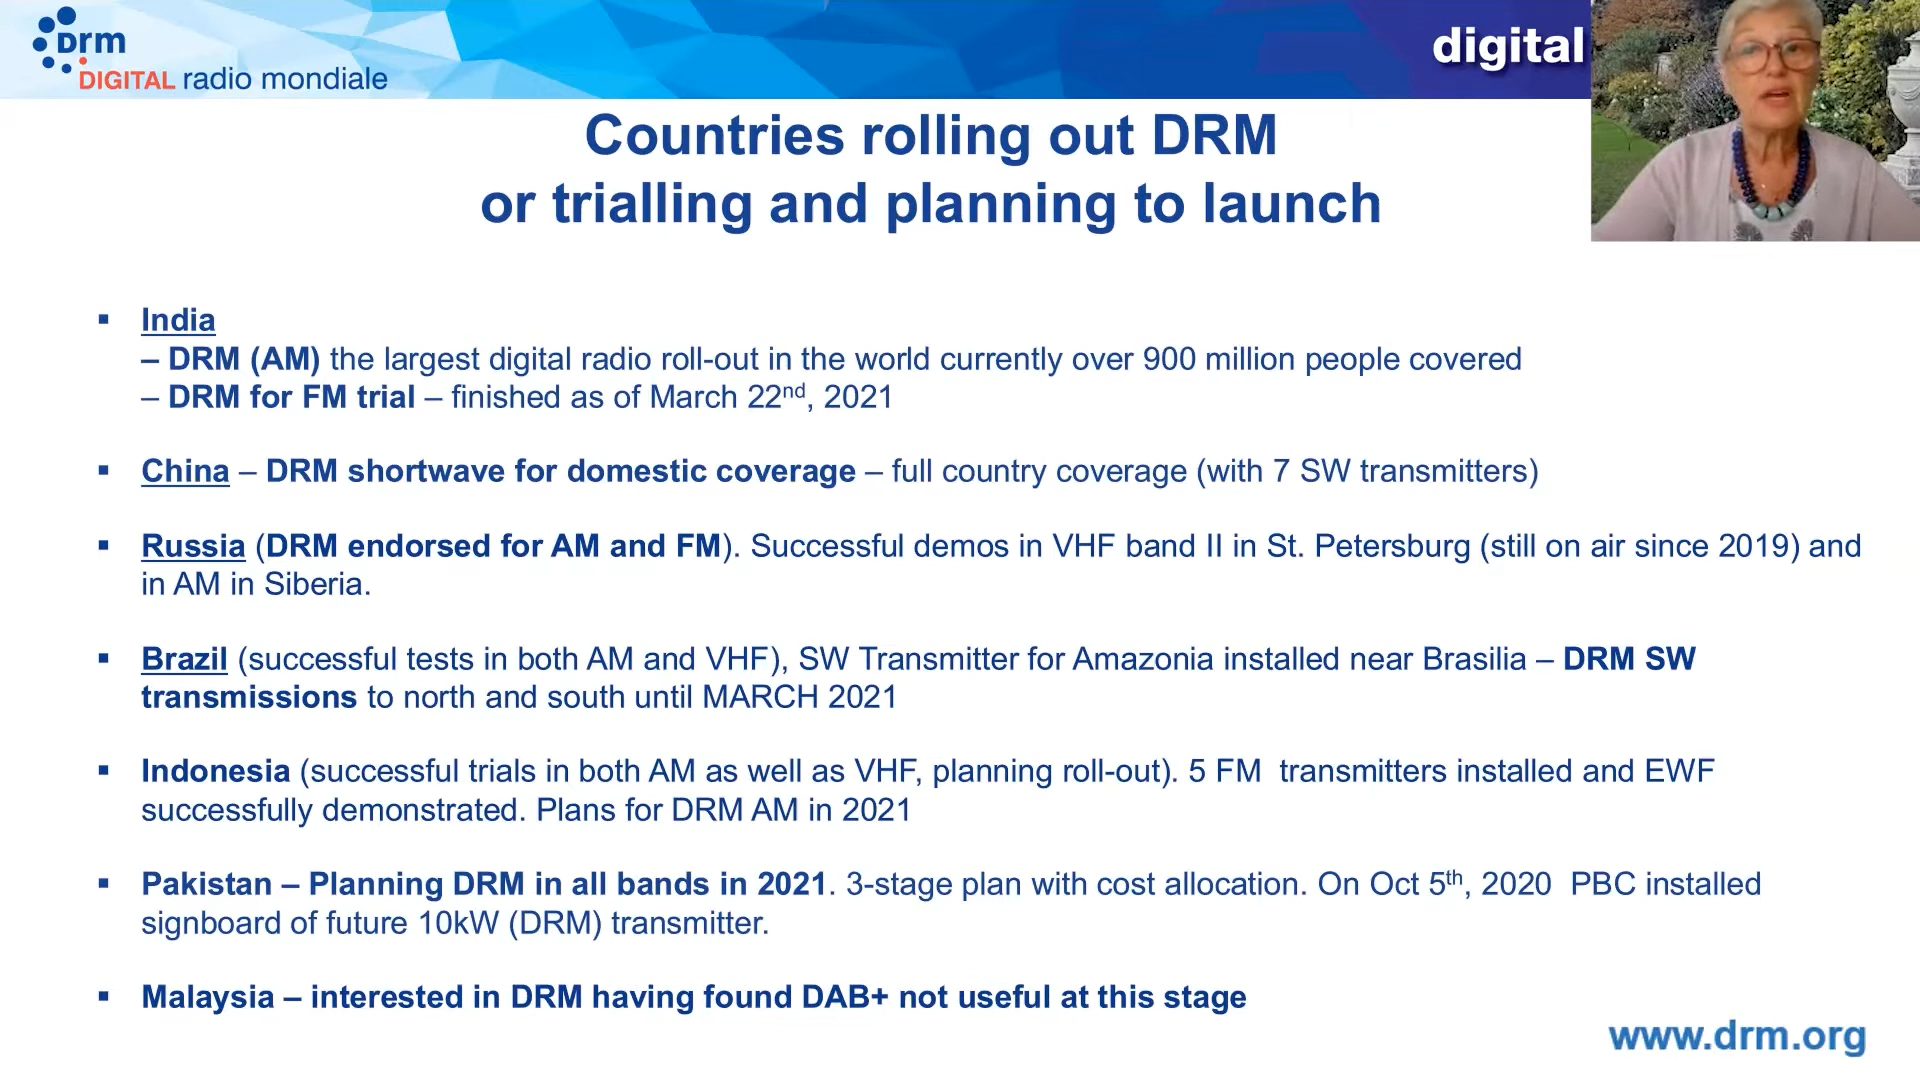 Drm
DIGITAL radio mondiale
digital
Countries rolling out DRM
or trialling and planning to launch
▪ India
– DRM (AM) the largest digital radio roll-out in the world currently over 900 million people covered
– DRM for FM trial – finished as of March 22nd, 2021
▪ China – DRM shortwave for domestic coverage – full country coverage (with 7 SW transmitters)
▪ Russia (DRM endorsed for AM and FM). Successful demos in VHF band II in St. Petersburg (still on air since 2019) and
in AM in Siberia.
▪ Brazil (successful tests in both AM and VHF), SW Transmitter for Amazonia installed near Brasilia – DRM SW
transmissions to north and south until MARCH 2021
▪ Indonesia (successful trials in both AM as well as VHF, planning roll-out). 5 FM  transmitters installed and EWF
successfully demonstrated. Plans for DRM AM in 2021
▪ Pakistan – Planning DRM in all bands in 2021. 3-stage plan with cost allocation. On Oct 5th, 2020  PBC installed
signboard of future 10kW (DRM) transmitter.
▪ Malaysia – interested in DRM having found DAB+ not useful at this stage
www.drm.org